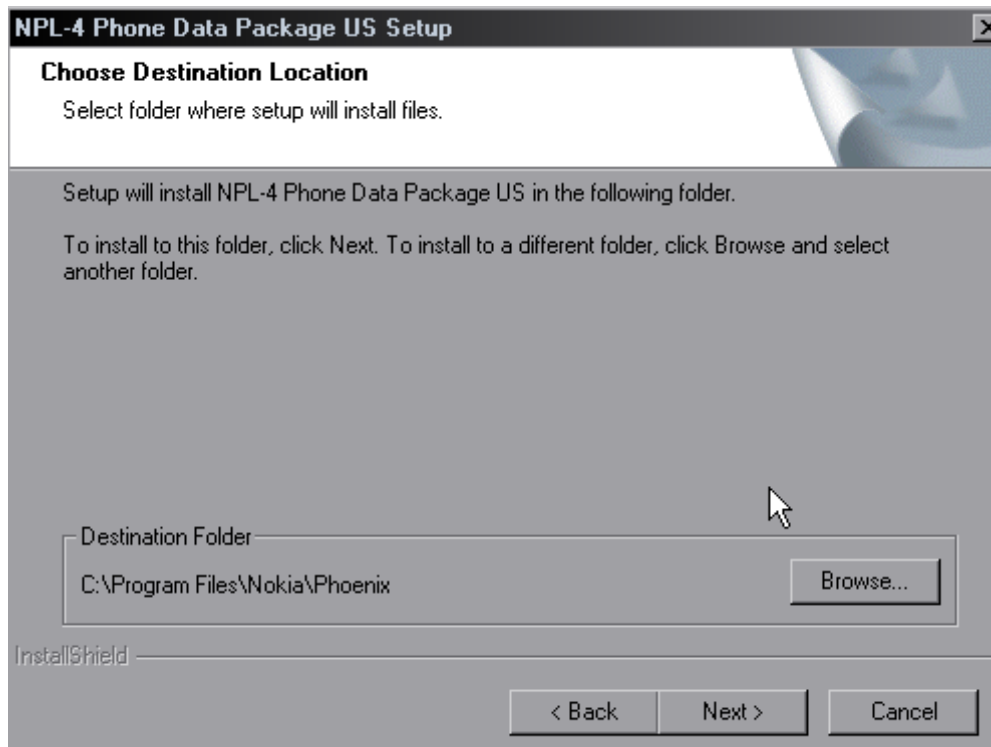 NPL-4 Phone Data Package US Setup
Choose Destination Location
Select folder where setup will install files.
Setup will install NPL-4 Phone Data Package US in the following folder.
To install to this folder, click Next. To install to a different folder, click Browse and select
another folder.
Destination Folder
C:\Program Files\Nokia\Phoenix
Browse...
InstallShield
< Back
Next >
Cancel